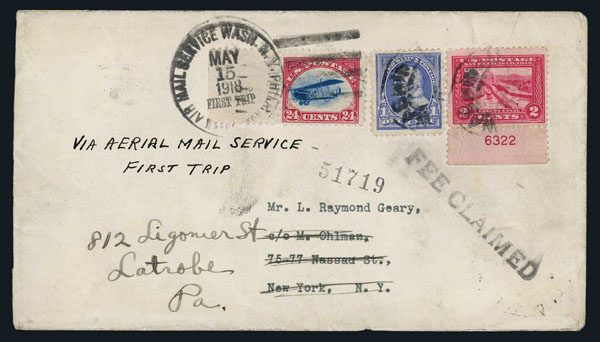 AIR MAIL SERVICE WASH. N.Y. PHILA.
MAY
15
1918
FIRST TRIP
U.S. POSTAGE
24 CENTS 24
U.S. POSTAGE
2 CENTS 2
6322
VIA AERIAL MAIL SERVICE -
FIRST TRIP
51719
FEE CLAIMED
Mr. L. Raymond Geary,
c/o M. Ohlman,
75-77 Nassau St.,
New York, N. Y.
812 Ligonier St
Latrobe
Pa.